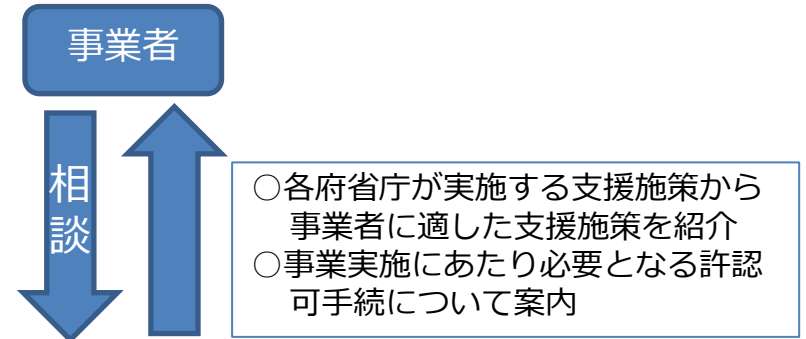 事業者
相談
○各府省庁が実施する支援施策から
事業者に適した支援施策を紹介
○事業実施にあたり必要となる許認
可手続について案内